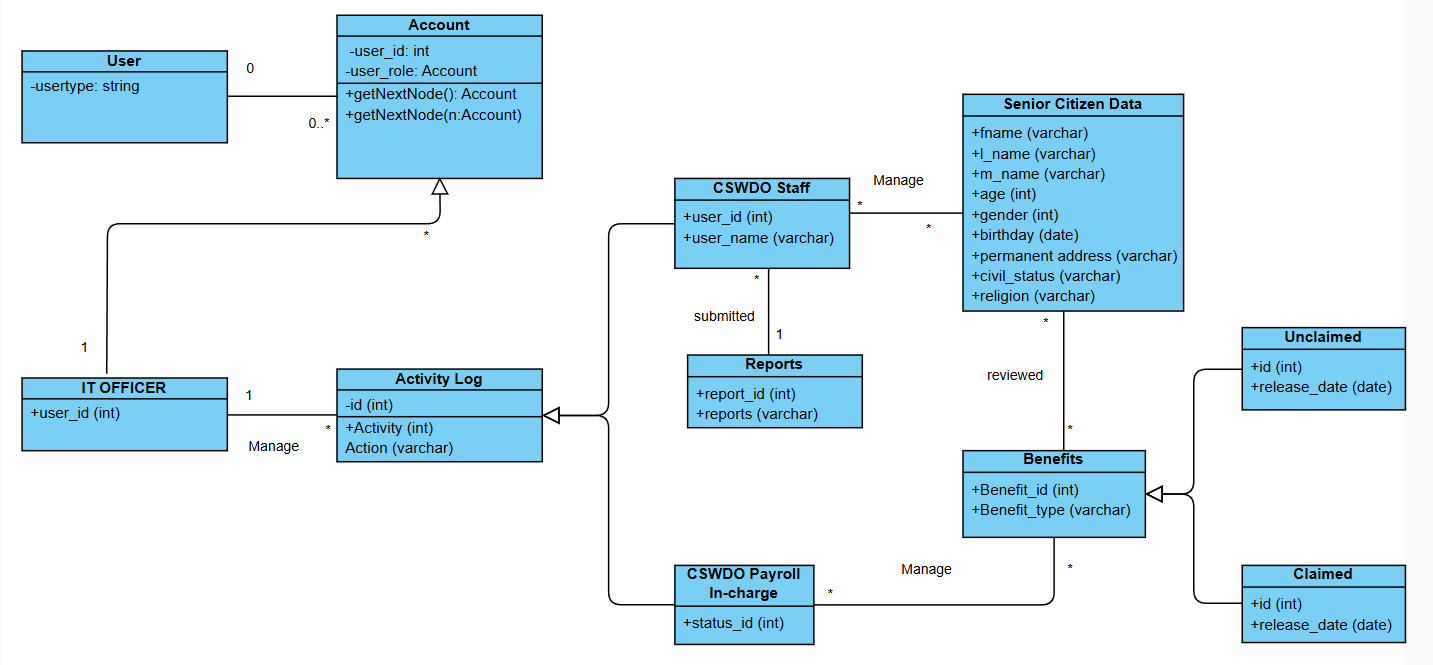 Account
-user_id: int
-user_role: Account
+getNextNode(): Account
+getNextNode(n:Account)
User
-usertype: string
0
0..*
*
1
IT OFFICER
+user_id (int)
1
*
Manage
Activity Log
-id (int)
+Activity (int)
Action (varchar)
CSWDO Staff
+user_id (int)
+user_name (varchar)
Manage
*
*
Senior Citizen Data
+fname (varchar)
+l_name (varchar)
+m_name (varchar)
+age (int)
+gender (int)
+birthday (date)
+permanent address (varchar)
+civil_status (varchar)
+religion (varchar)
*
submitted
1
Reports
+report_id (int)
+reports (varchar)
*
reviewed
*
Benefits
+Benefit_id (int)
+Benefit_type (varchar)
Unclaimed
+id (int)
+release_date (date)
CSWDO Payroll
In-charge
+status_id (int)
Manage
*
*
Claimed
+id (int)
+release_date (date)